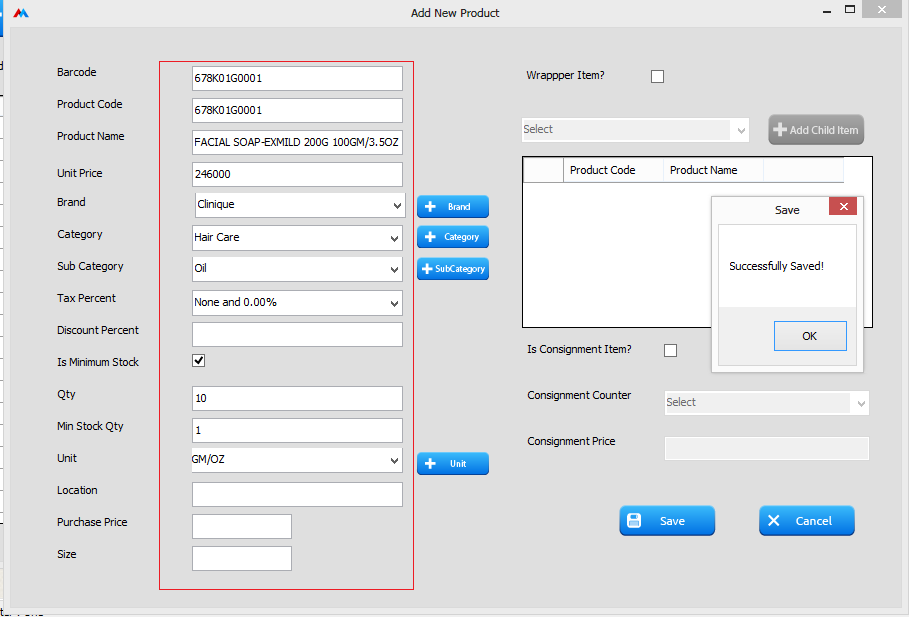 Add New Product
Barcode
678K01G0001
Product Code
678K01G0001
Product Name
FACIAL SOAP-EXMILD 200G 100GM/3.5OZ
Unit Price
246000
Brand
Clinique
Brand
Category
Hair Care
Category
Sub Category
Oil
SubCategory
Tax Percent
None and 0.00%
Discount Percent
Is Minimum Stock
Qty
10
Min Stock Qty
1
Unit
GM/OZ
Unit
Location
Purchase Price
Size
Wrappper Item?
Select
Add Child Item
Product Code
Product Name
Save
Successfully Saved!
OK
Is Consignment Item?
Consignment Counter
Select
Consignment Price
Save
Cancel